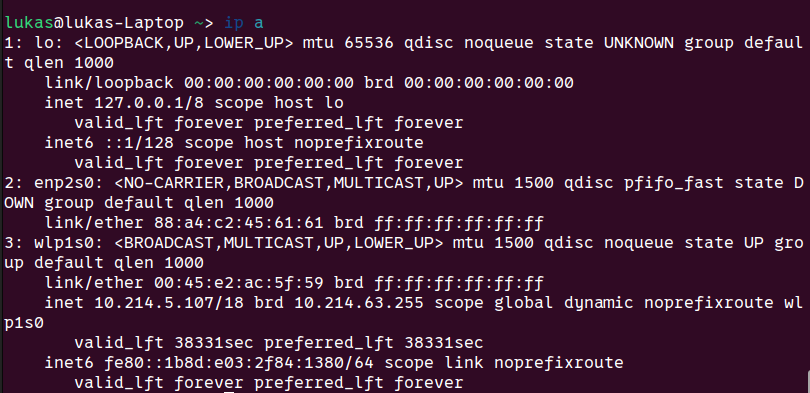 lukas@lukas-Laptop ~> ip a
1: lo: <LOOPBACK,UP,LOWER_UP> mtu 65536 qdisc noqueue state UNKNOWN group defaul
t qlen 1000
    link/loopback 00:00:00:00:00:00 brd 00:00:00:00:00:00
    inet 127.0.0.1/8 scope host lo
       valid_lft forever preferred_lft forever
    inet6 ::1/128 scope host noprefixroute
       valid_lft forever preferred_lft forever
2: enp2s0: <NO-CARRIER,BROADCAST,MULTICAST,UP> mtu 1500 qdisc pfifo_fast state D
OWN group default qlen 1000
    link/ether 88:a4:c2:45:61:61 brd ff:ff:ff:ff:ff:ff
3: wlp1s0: <BROADCAST,MULTICAST,UP,LOWER_UP> mtu 1500 qdisc noqueue state UP gro
up default qlen 1000
    link/ether 00:45:e2:ac:5f:59 brd ff:ff:ff:ff:ff:ff
    inet 10.214.5.107/18 brd 10.214.63.255 scope global dynamic noprefixroute wl
p1s0
       valid_lft 38331sec preferred_lft 38331sec
    inet6 fe80::1b8d:e03:2f84:1380/64 scope link noprefixroute
       valid_lft forever preferred_lft forever